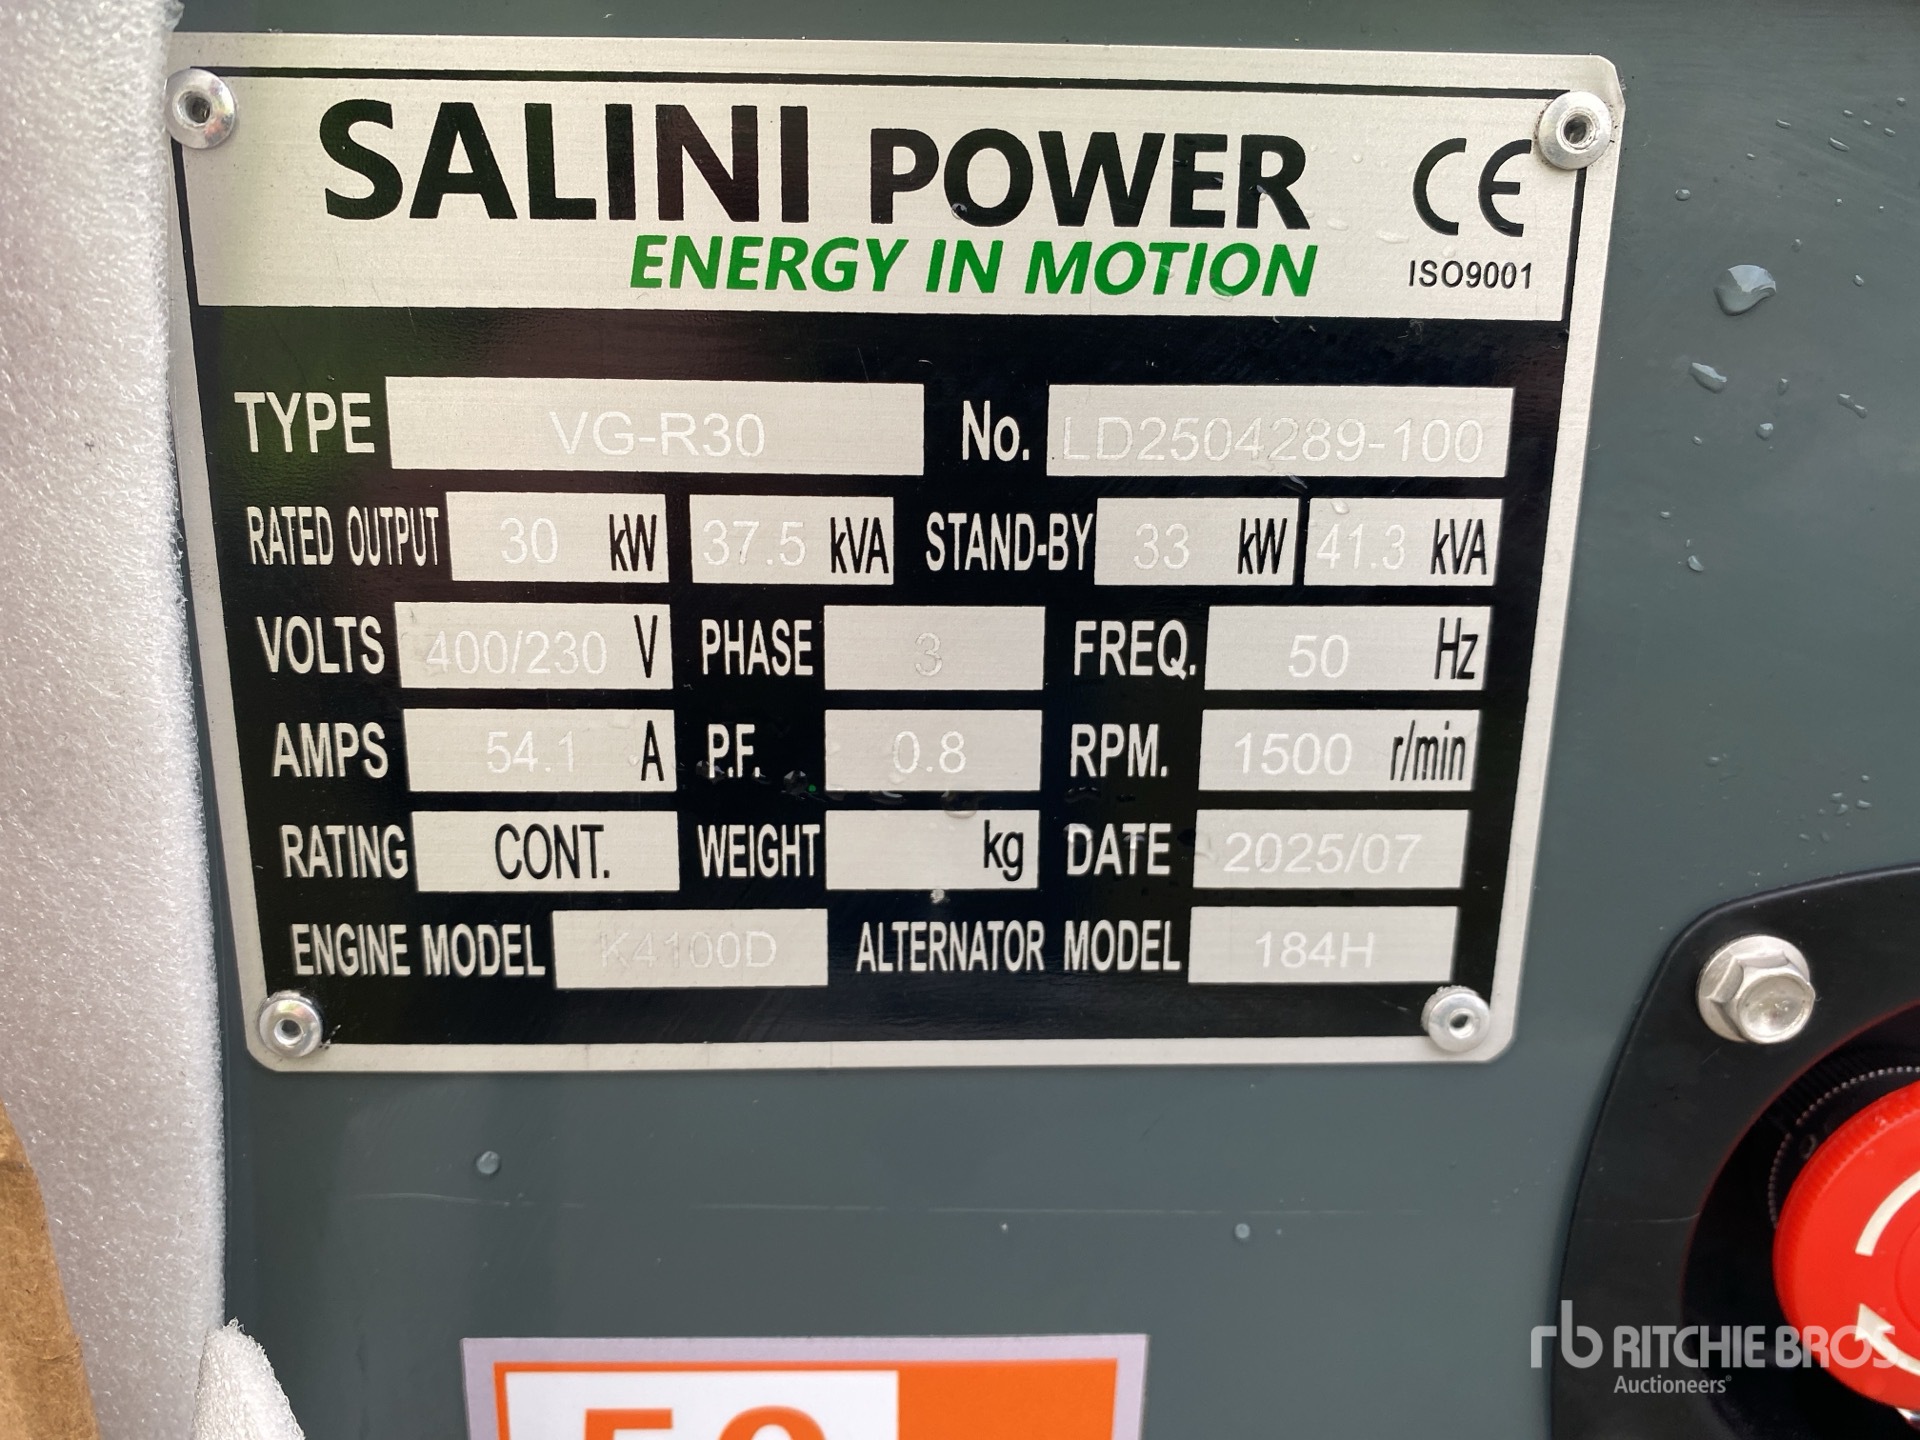 SALINI POWER
ENERGY IN MOTION
CE
ISO9001
TYPE VG-R30 No. LD2504289-100
RATED OUTPUT 30 kW 37.5 kVA STAND-BY 33 kW 41.3 kVA
VOLTS 400/230 V PHASE 3 FREQ. 50 Hz
AMPS 54.1 A P.F. 0.8 RPM. 1500 r/min
RATING CONT. WEIGHT kg DATE 2025/07
ENGINE MODEL K4100D ALTERNATOR MODEL 184H
rb RITCHIE BROS.
Auctioneers